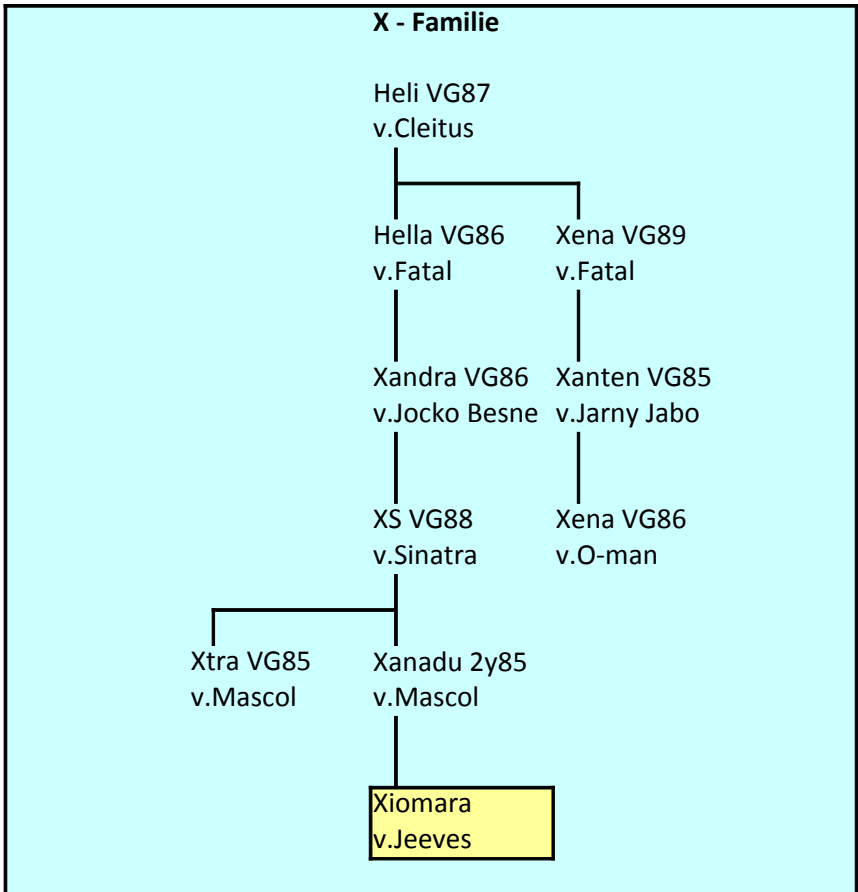 X - Familie
Heli VG87
v.Cleitus
Hella VG86
v.Fatal
Xena VG89
v.Fatal
Xandra VG86
v.Jocko Besne
Xanten VG85
v.Jarny Jabo
XS VG88
v.Sinatra
Xena VG86
v.O-man
Xtra VG85
v.Mascol
Xanadu 2y85
v.Mascol
Xiomara
v.Jeeves